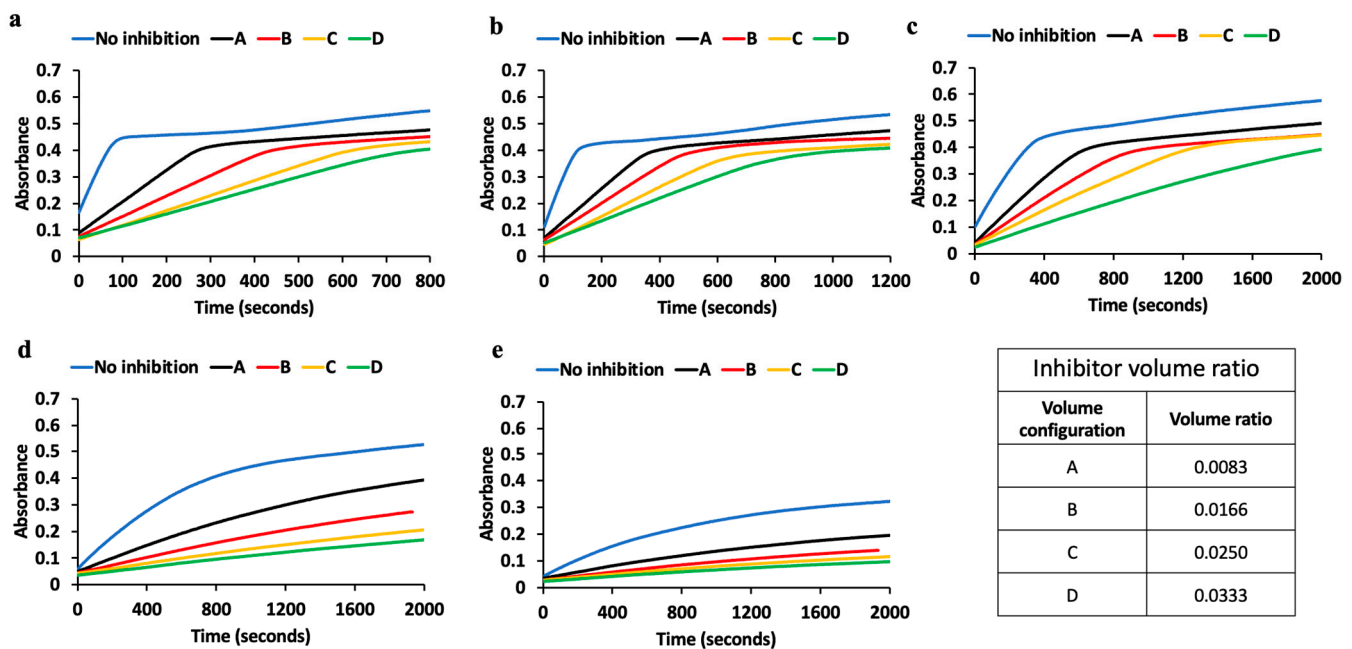 a
No inhibition A B C D
Absorbance
0.7
0.6
0.5
0.4
0.3
0.2
0.1
0
0 100 200 300 400 500 600 700 800
Time (seconds)
b
No inhibition A B C D
Absorbance
0.7
0.6
0.5
0.4
0.3
0.2
0.1
0
0 200 400 600 800 1000 1200
Time (seconds)
c
No inhibition A B C D
Absorbance
0.7
0.6
0.5
0.4
0.3
0.2
0.1
0
0 400 800 1200 1600 2000
Time (seconds)
d
No inhibition A B C D
Absorbance
0.7
0.6
0.5
0.4
0.3
0.2
0.1
0
0 400 800 1200 1600 2000
Time (seconds)
e
No inhibition A B C D
Absorbance
0.7
0.6
0.5
0.4
0.3
0.2
0.1
0
0 400 800 1200 1600 2000
Time (seconds)
Inhibitor volume ratio
Volume configuration Volume ratio
A 0.0083
B 0.0166
C 0.0250
D 0.0333